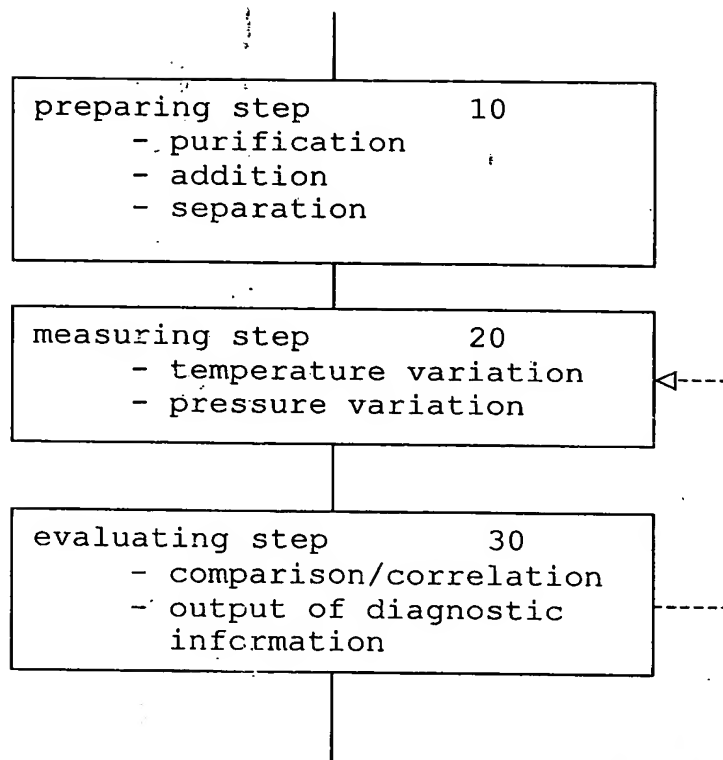 preparing step 10
- purification
- addition
- separation
measuring step 20
- temperature variation
- pressure variation
evaluating step 30
- comparison/correlation
- output of diagnostic
information